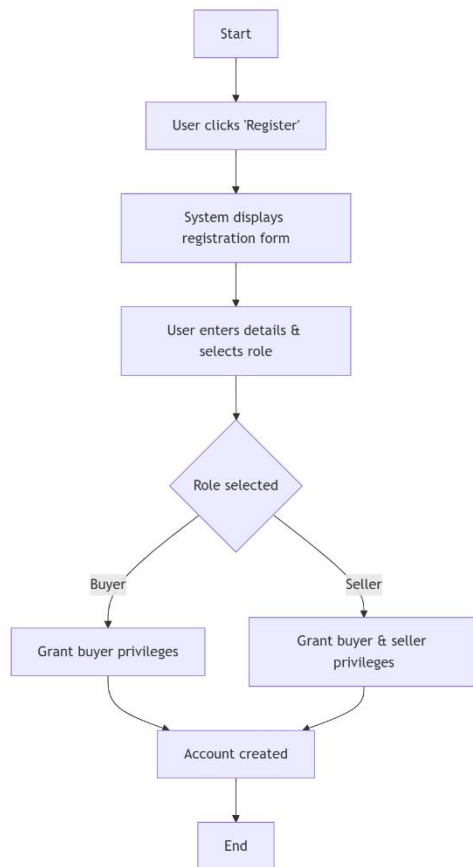 Start
User clicks 'Register'
System displays
registration form
User enters details &
selects role
Role selected
Buyer
Seller
Grant buyer privileges
Grant buyer & seller
privileges
Account created
End